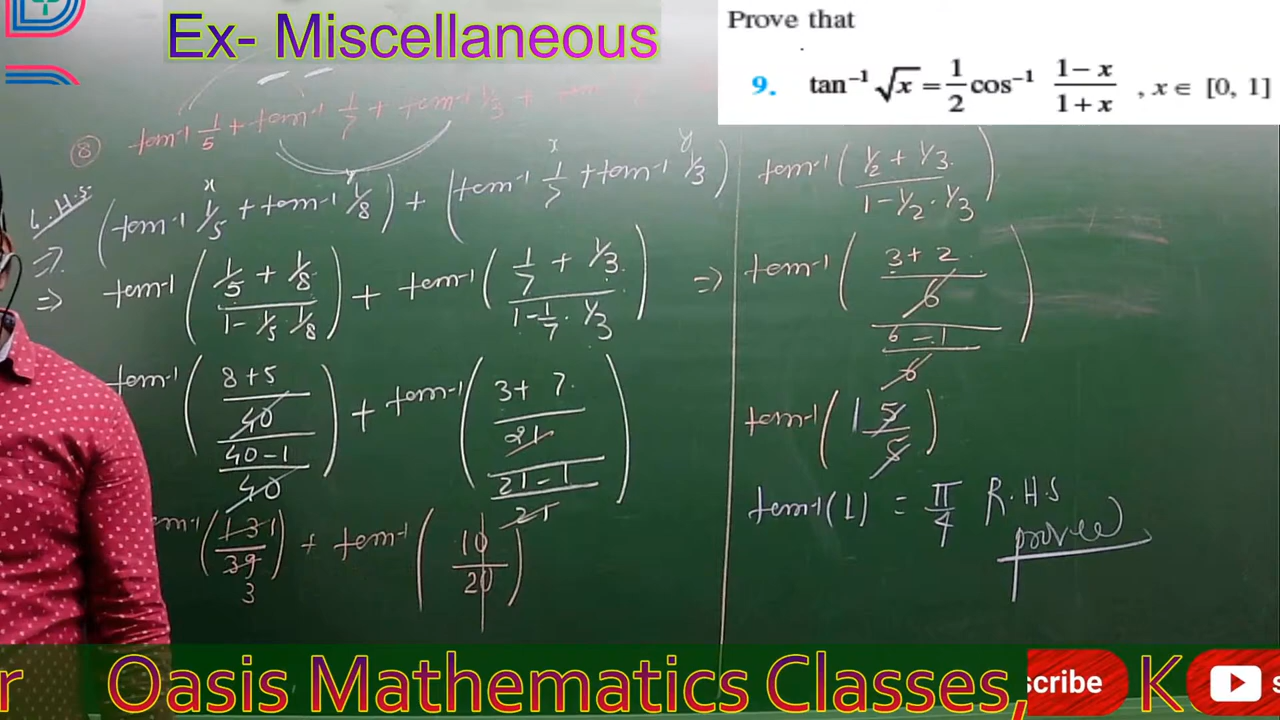 Ex- Miscellaneous
Prove that
9. tan⁻¹ √x = 1/2 cos⁻¹ (1 – x)/(1 + x) , x ∈ [0, 1]
⑧ tan-1 1/5 + tan-1 1/7 + tan-1 1/3 +
L.H.S
x y x y
=> (tan-1 1/5 + tan-1 1/8) + (tan-1 1/7 + tan-1 1/3)
=> tan-1((1/5 + 1/8)/(1 - 1/5 . 1/8)) + tan-1((1/7 + 1/3)/(1 - 1/7 . 1/3))
tan-1(((8+5)/40)/((40-1)/40)) + tan-1(((3+7)/21)/((21-1)/21))
(131/39 3) + tan-1(10/20)
tan-1((1/2 + 1/3)/(1 - 1/2 . 1/3))
=> tan-1(((3+2)/6)/((6-1)/6))
tan-1(1 5/5)
tan-1(1) = π/4 R.H.S
provee
r Oasis Mathematics Classes, K
scribe
s